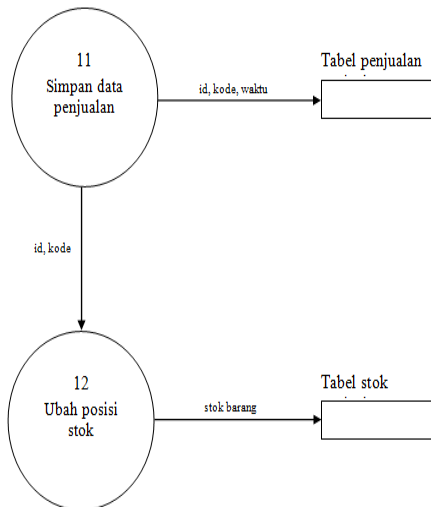 11
Simpan data
penjualan
Tabel penjualan
id, kode, waktu
id, kode
12
Ubah posisi
stok
Tabel stok
stok barang